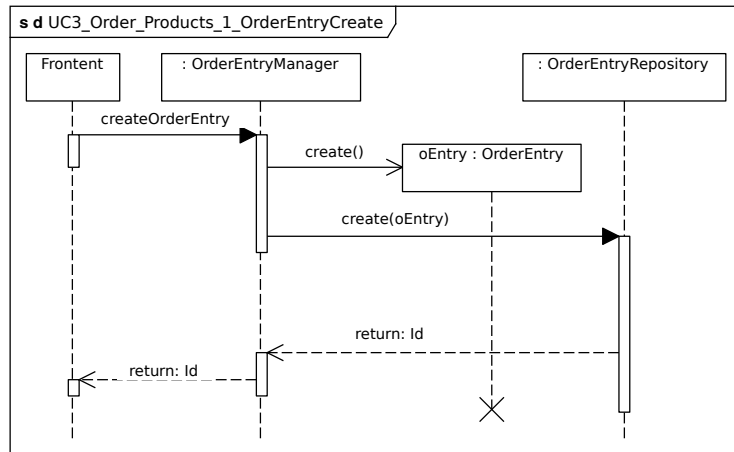 sd UC3_Order_Products_1_OrderEntryCreate
Frontent
: OrderEntryManager
: OrderEntryRepository
createOrderEntry
create()
oEntry : OrderEntry
create(oEntry)
return: Id
return: Id